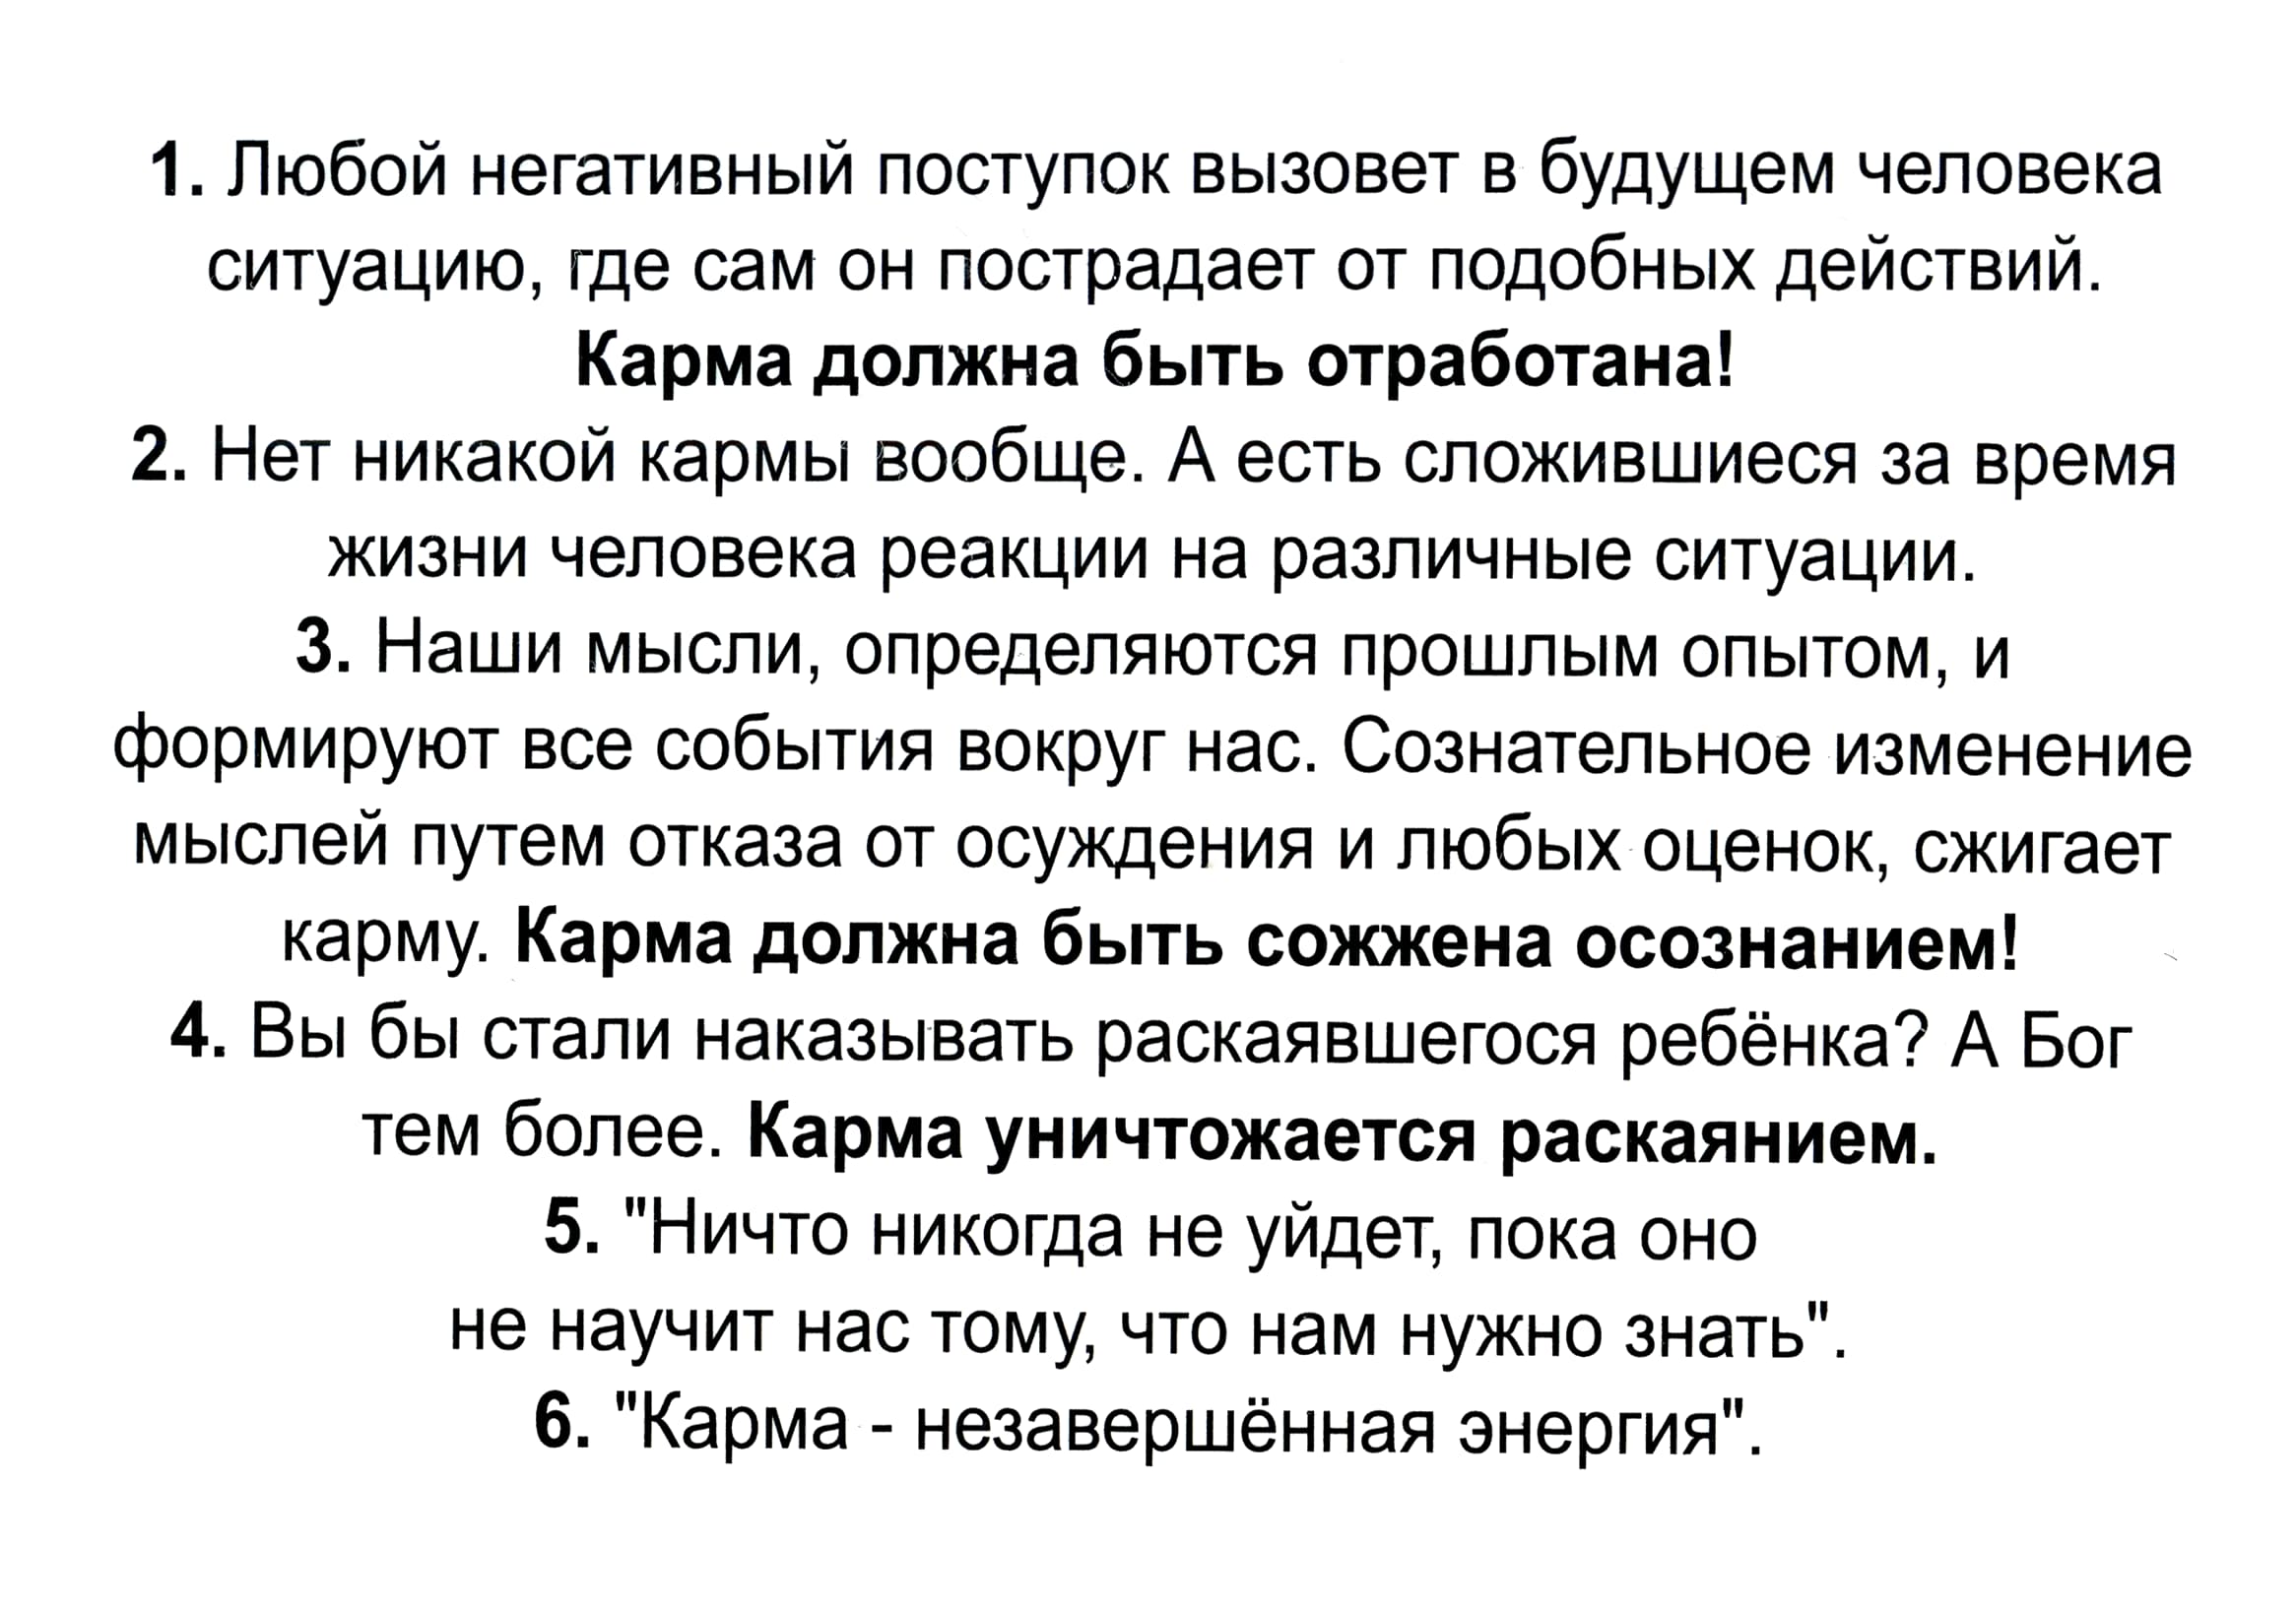 1. Любой негативный поступок вызовет в будущем человека
ситуацию, где сам он пострадает от подобных действий.
Карма должна быть отработана!
2. Нет никакой кармы вообще. А есть сложившиеся за время
жизни человека реакции на различные ситуации.
3. Наши мысли, определяются прошлым опытом, и
формируют все события вокруг нас. Сознательное изменение
мыслей путем отказа от осуждения и любых оценок, сжигает
карму. Карма должна быть сожжена осознанием!
4. Вы бы стали наказывать раскаявшегося ребёнка? А Бог
тем более. Карма уничтожается раскаянием.
5. "Ничто никогда не уйдет, пока оно
не научит нас тому, что нам нужно знать".
6. "Карма - незавершённая энергия".